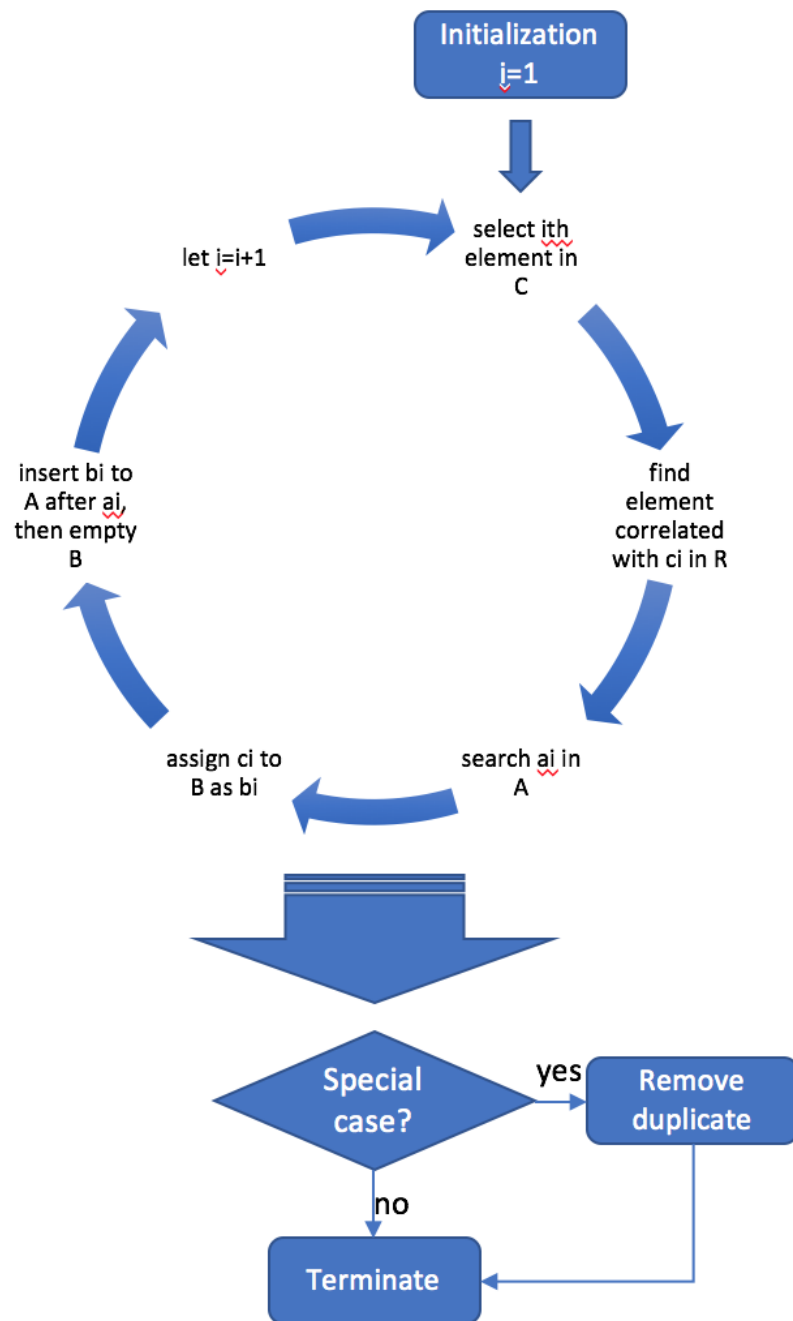 Initialization
i=1
select ith
element in
C
find
element
correlated
with ci in R
search ai in
A
assign ci to
B as bi
insert bi to
A after ai,
then empty
B
let i=i+1
Special
case?
yes
Remove
duplicate
no
Terminate